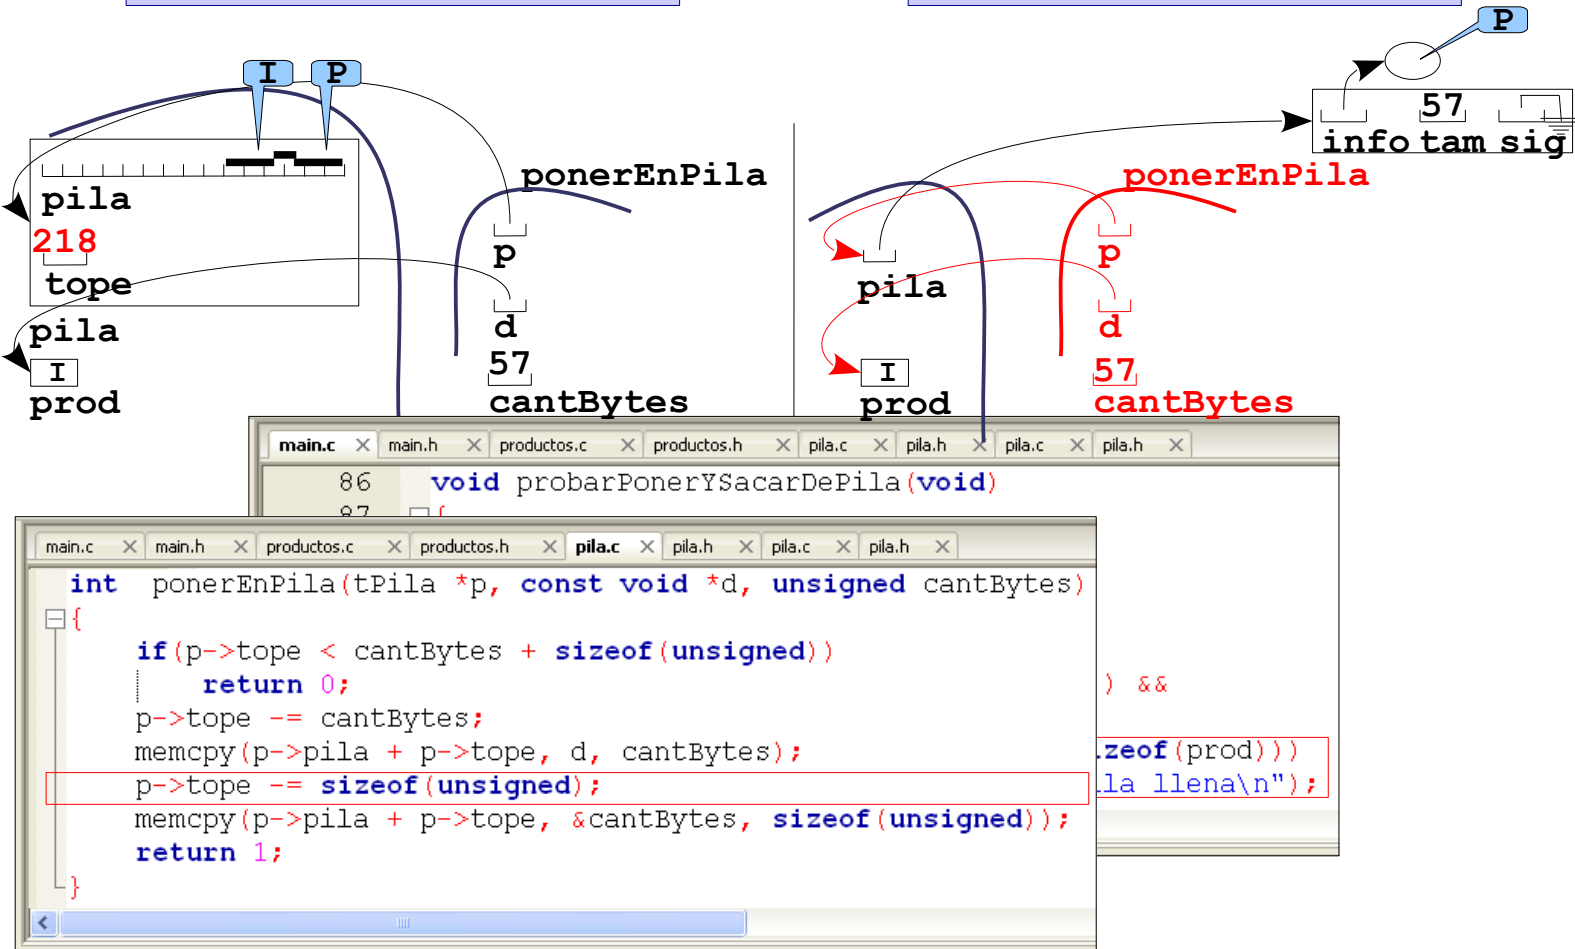 P
I P
57
info tam sig
ponerEnPila
ponerEnPila
pila
218
tope
p
d
57
cantBytes
pila
I
prod
pila
p
d
57
cantBytes
I
prod
main.c main.h productos.c productos.h pila.c pila.h pila.c pila.h
86 void probarPonerYSacarDePila(void)
87 {
) &&
izeof(prod)))
la llena\n");
main.c main.h productos.c productos.h pila.c pila.h pila.c pila.h
int ponerEnPila(tPila *p, const void *d, unsigned cantBytes)
{
if(p->tope < cantBytes + sizeof(unsigned))
return 0;
p->tope -= cantBytes;
memcpy(p->pila + p->tope, d, cantBytes);
p->tope -= sizeof(unsigned);
memcpy(p->pila + p->tope, &cantBytes, sizeof(unsigned));
return 1;
}